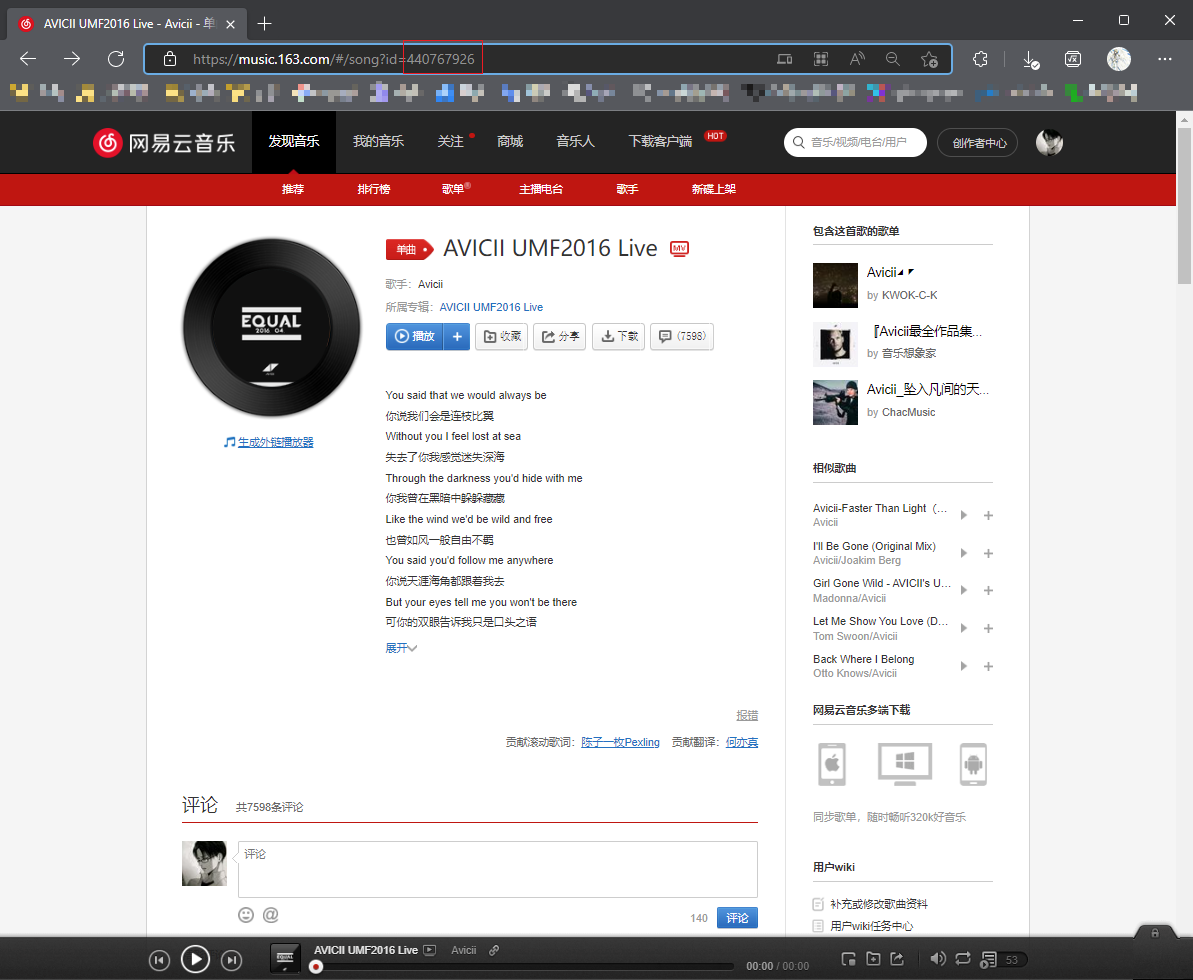 AVICII UMF2016 Live - Avicii - 单
https://music.163.com/#/song?id=440767926
网易云音乐
发现音乐
我的音乐
关注
商城
音乐人
下载客户端
HOT
音乐/视频/电台/用户
创作者中心
推荐
排行榜
歌单®
主播电台
歌手
新碟上架
EQUAL
2016 04
生成外链播放器
单曲
AVICII UMF2016 Live
MV
歌手：Avicii
所属专辑：AVICII UMF2016 Live
播放
收藏
分享
下载
(7598)
You said that we would always be
你说我们会是连枝比翼
Without you I feel lost at sea
失去了你我感觉迷失深海
Through the darkness you'd hide with me
你我曾在黑暗中躲躲藏藏
Like the wind we'd be wild and free
也曾如风一般自由不羁
You said you'd follow me anywhere
你说天涯海角都跟着我去
But your eyes tell me you won't be there
可你的双眼告诉我只是口头之语
展开
报错
贡献滚动歌词：陈子一枚Pexling 贡献翻译：何亦真
评论
共7598条评论
评论
140
评论
包含这首歌的歌单
Avicii◢ ◤
by KWOK-C-K
『Avicii最全作品集...
by 音乐想象家
Avicii_坠入凡间的天...
by ChacMusic
相似歌曲
Avicii-Faster Than Light（...
Avicii
I'll Be Gone (Original Mix)
Avicii/Joakim Berg
Girl Gone Wild - AVICII's U...
Madonna/Avicii
Let Me Show You Love (D...
Tom Swoon/Avicii
Back Where I Belong
Otto Knows/Avicii
网易云音乐多端下载
同步歌单，随时畅听320k好音乐
用户wiki
补充或修改歌曲资料
用户wiki任务中心
EQUAL
AVICII UMF2016 Live
Avicii
00:00 / 00:00
53